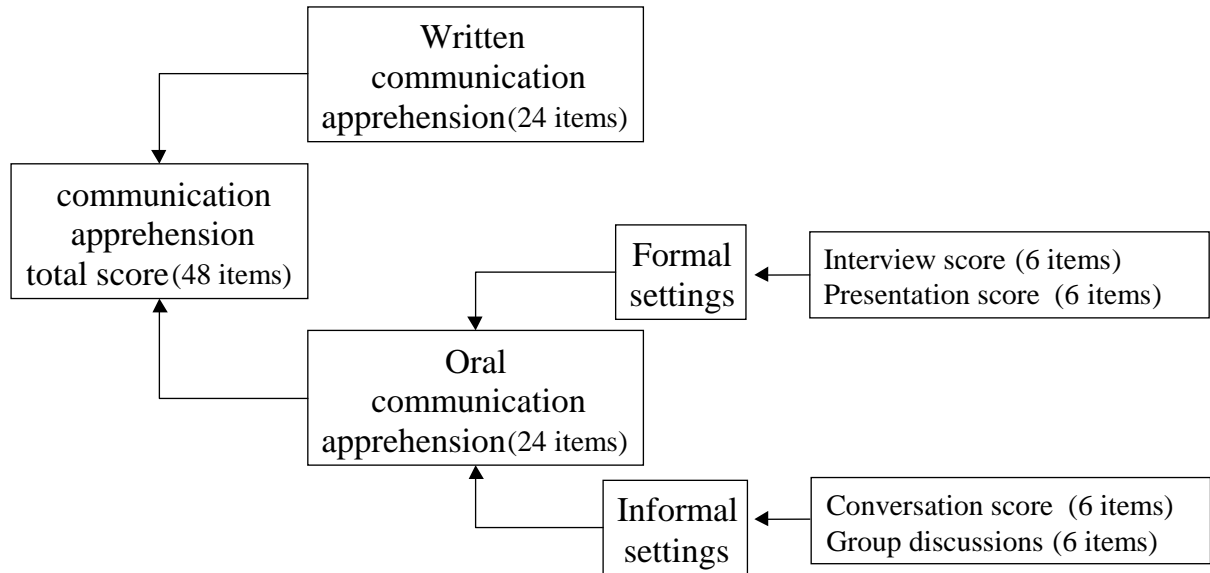 Written
communication
apprehension (24 items)
communication
apprehension
total score (48 items)
Formal
settings
Interview score (6 items)
Presentation score (6 items)
Oral
communication
apprehension (24 items)
Informal
settings
Conversation score (6 items)
Group discussions (6 items)